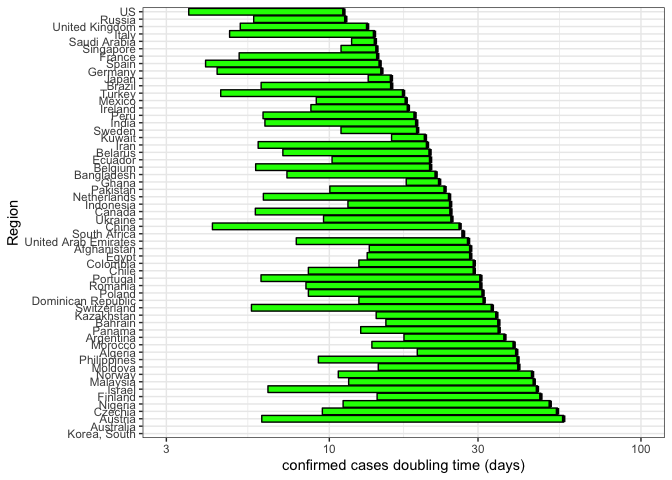 US
Russia
United Kingdom
Italy
Saudi Arabia
Singapore
France
Spain
Germany
Japan
Brazil
Turkey
Mexico
Ireland
Peru
India
Sweden
Kuwait
Iran
Belarus
Ecuador
Belgium
Bangladesh
Ghana
Pakistan
Netherlands
Indonesia
Canada
Ukraine
China
South Africa
United Arab Emirates
Afghanistan
Egypt
Colombia
Chile
Portugal
Romania
Poland
Dominican Republic
Switzerland
Kazakhstan
Bahrain
Panama
Argentina
Morocco
Algeria
Philippines
Moldova
Norway
Malaysia
Israel
Finland
Nigeria
Czechia
Austria
Australia
Korea, South
Region
3 10 30 100
confirmed cases doubling time (days)